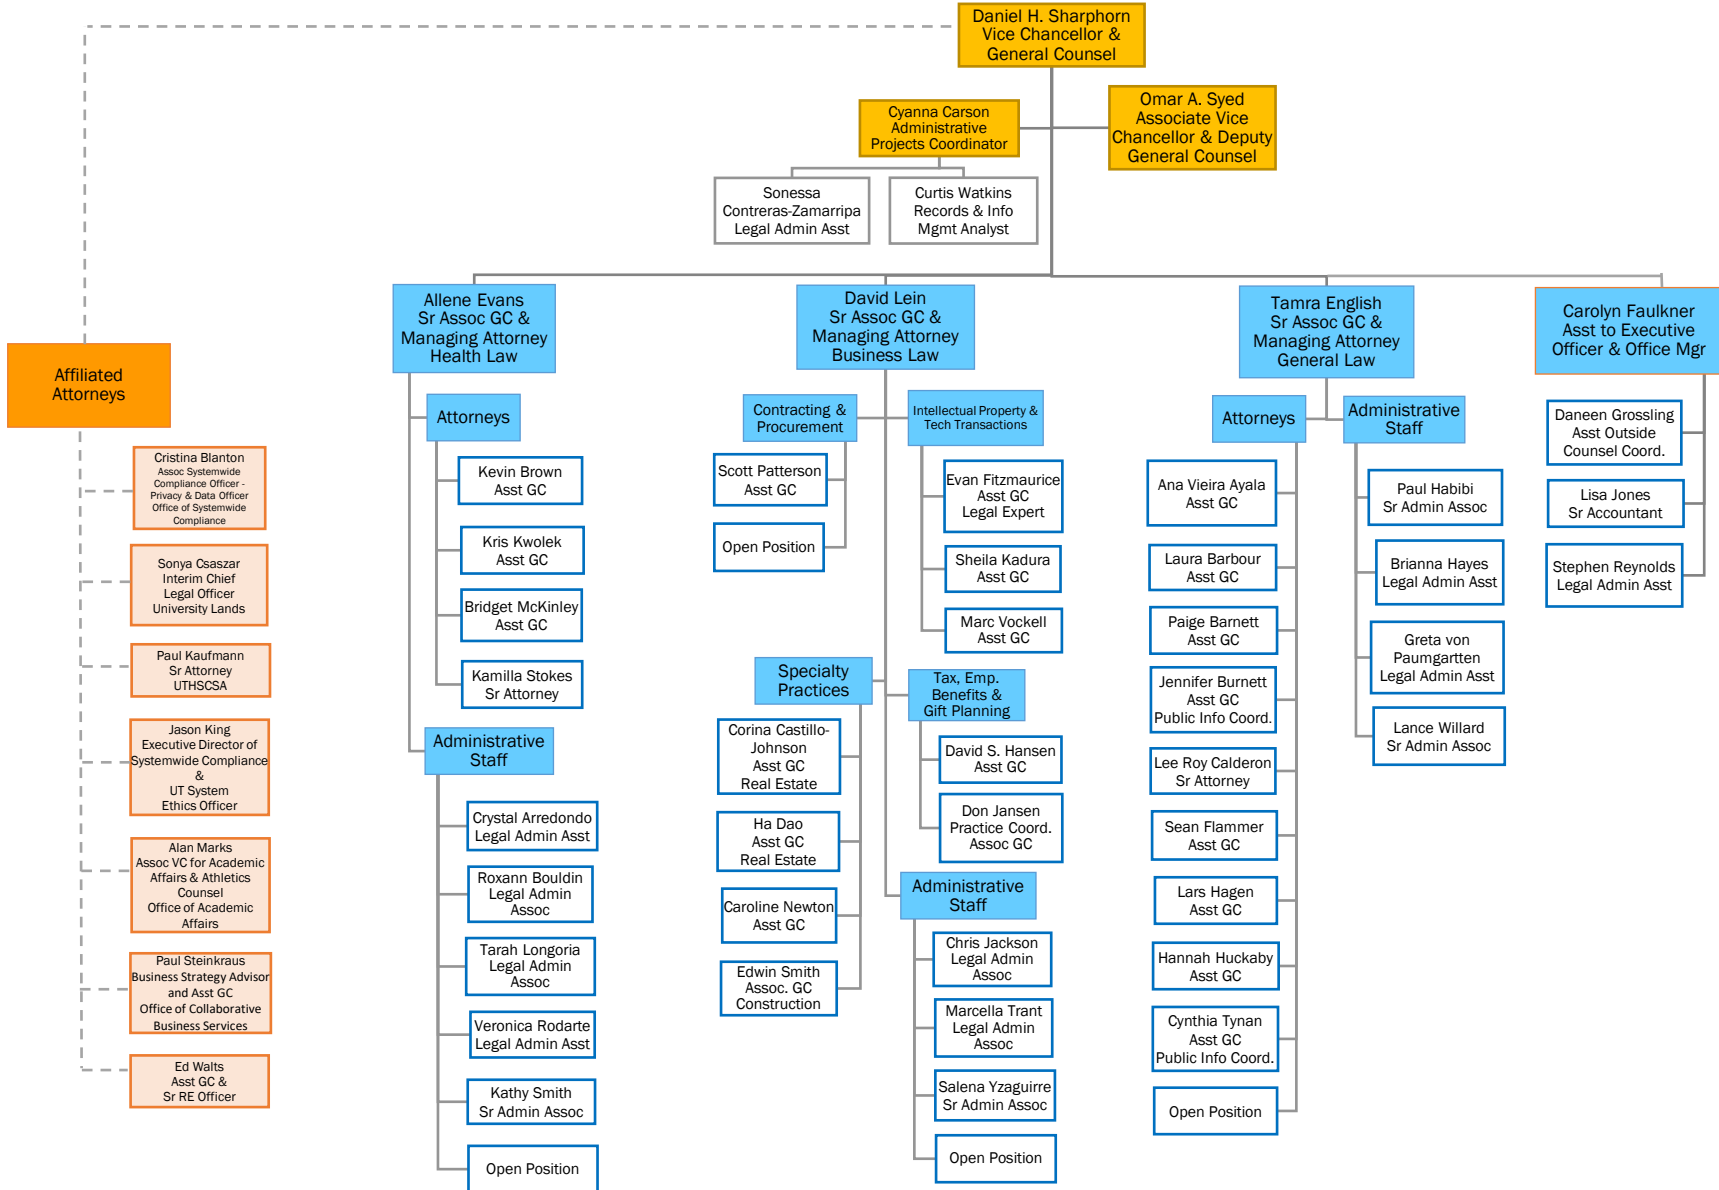 Daniel H. Sharphorn
Vice Chancellor &
General Counsel
Cyanna Carson
Administrative
Projects Coordinator
Omar A. Syed
Associate Vice
Chancellor & Deputy
General Counsel
Sonessa
Contreras-Zamarripa
Legal Admin Asst
Curtis Watkins
Records & Info
Mgmt Analyst
Affiliated
Attorneys
Cristina Blanton
Assoc Systemwide
Compliance Officer -
Privacy & Data Officer
Office of Systemwide
Compliance
Sonya Csaszar
Interim Chief
Legal Officer
University Lands
Paul Kaufmann
Sr Attorney
UTHSCSA
Jason King
Executive Director of
Systemwide Compliance
&
UT System
Ethics Officer
Alan Marks
Assoc VC for Academic
Affairs & Athletics
Counsel
Office of Academic
Affairs
Paul Steinkraus
Business Strategy Advisor
and Asst GC
Office of Collaborative
Business Services
Ed Walts
Asst GC &
Sr RE Officer
Allene Evans
Sr Assoc GC &
Managing Attorney
Health Law
Attorneys
Kevin Brown
Asst GC
Kris Kwolek
Asst GC
Bridget McKinley
Asst GC
Kamilla Stokes
Sr Attorney
Administrative
Staff
Crystal Arredondo
Legal Admin Asst
Roxann Bouldin
Legal Admin
Assoc
Tarah Longoria
Legal Admin
Assoc
Veronica Rodarte
Legal Admin Asst
Kathy Smith
Sr Admin Assoc
Open Position
David Lein
Sr Assoc GC &
Managing Attorney
Business Law
Contracting &
Procurement
Scott Patterson
Asst GC
Open Position
Intellectual Property &
Tech Transactions
Evan Fitzmaurice
Asst GC
Legal Expert
Sheila Kadura
Asst GC
Marc Vockell
Asst GC
Specialty
Practices
Corina Castillo-
Johnson
Asst GC
Real Estate
Ha Dao
Asst GC
Real Estate
Caroline Newton
Asst GC
Edwin Smith
Assoc. GC
Construction
Tax, Emp.
Benefits &
Gift Planning
David S. Hansen
Asst GC
Don Jansen
Practice Coord.
Assoc GC
Administrative
Staff
Chris Jackson
Legal Admin
Assoc
Marcella Trant
Legal Admin
Assoc
Salena Yzaguirre
Sr Admin Assoc
Open Position
Tamra English
Sr Assoc GC &
Managing Attorney
General Law
Attorneys
Ana Vieira Ayala
Asst GC
Laura Barbour
Asst GC
Paige Barnett
Asst GC
Jennifer Burnett
Asst GC
Public Info Coord.
Lee Roy Calderon
Sr Attorney
Sean Flammer
Asst GC
Lars Hagen
Asst GC
Hannah Huckaby
Asst GC
Cynthia Tynan
Asst GC
Public Info Coord.
Open Position
Administrative
Staff
Paul Habibi
Sr Admin Assoc
Brianna Hayes
Legal Admin Asst
Greta von
Paumgartten
Legal Admin Asst
Lance Willard
Sr Admin Assoc
Carolyn Faulkner
Asst to Executive
Officer & Office Mgr
Daneen Grossling
Asst Outside
Counsel Coord.
Lisa Jones
Sr Accountant
Stephen Reynolds
Legal Admin Asst